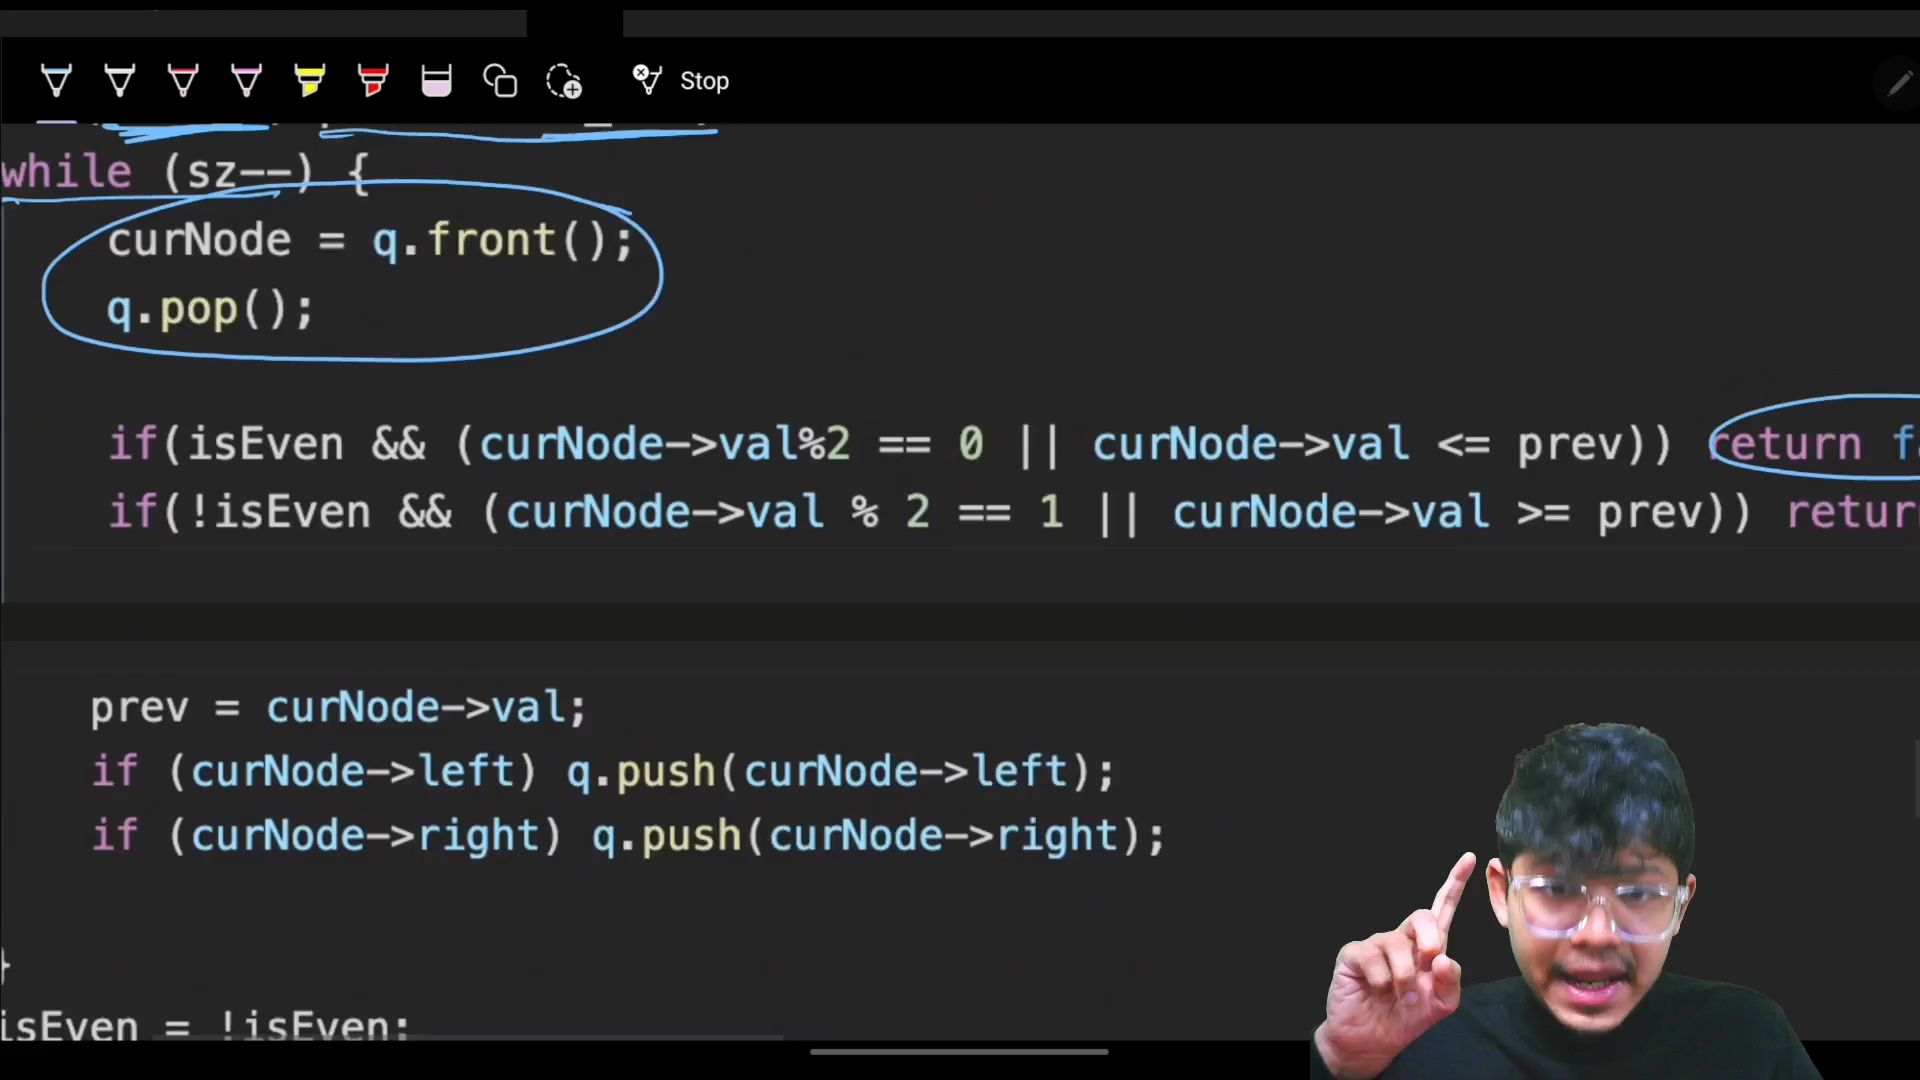 Stop
while (sz--) {
curNode = q.front();
q.pop();
if(isEven && (curNode->val%2 == 0 || curNode->val <= prev)) return fa
if(!isEven && (curNode->val % 2 == 1 || curNode->val >= prev)) retur
prev = curNode->val;
if (curNode->left) q.push(curNode->left);
if (curNode->right) q.push(curNode->right);
}
isEven = !isEven;